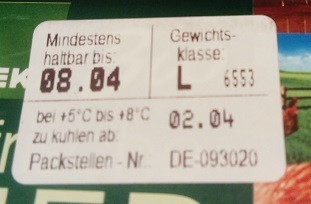 Mindestens
haltbar bis:
08.04
Gewichts-
klasse:
L 6553
bei +5°C bis +8°C
zu kühlen ab:
02.04
Packstellen - Nr.: DE-093020